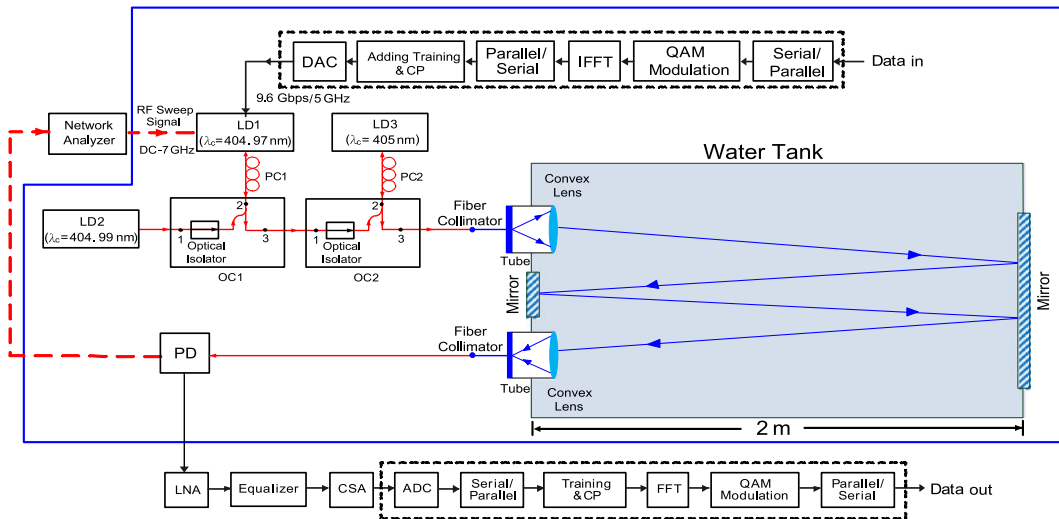 DAC
Adding Training
& CP
Parallel/
Serial
IFFT
QAM
Modulation
Serial/
Parallel
Data in
9.6 Gbps/5 GHz
Network
Analyzer
RF Sweep
Signal
DC-7 GHz
LD1
(λc=404.97 nm)
LD3
(λc= 405 nm)
PC1
PC2
LD2
(λc=404.99 nm)
1
2
3
Optical
Isolator
OC1
1
2
3
Optical
Isolator
OC2
Water Tank
Fiber
Collimator
Convex
Lens
Tube
Mirror
Mirror
PD
Fiber
Collimator
Tube
Convex
Lens
2 m
LNA
Equalizer
CSA
ADC
Serial/
Parallel
Training
&CP
FFT
QAM
Modulation
Parallel/
Serial
Data out